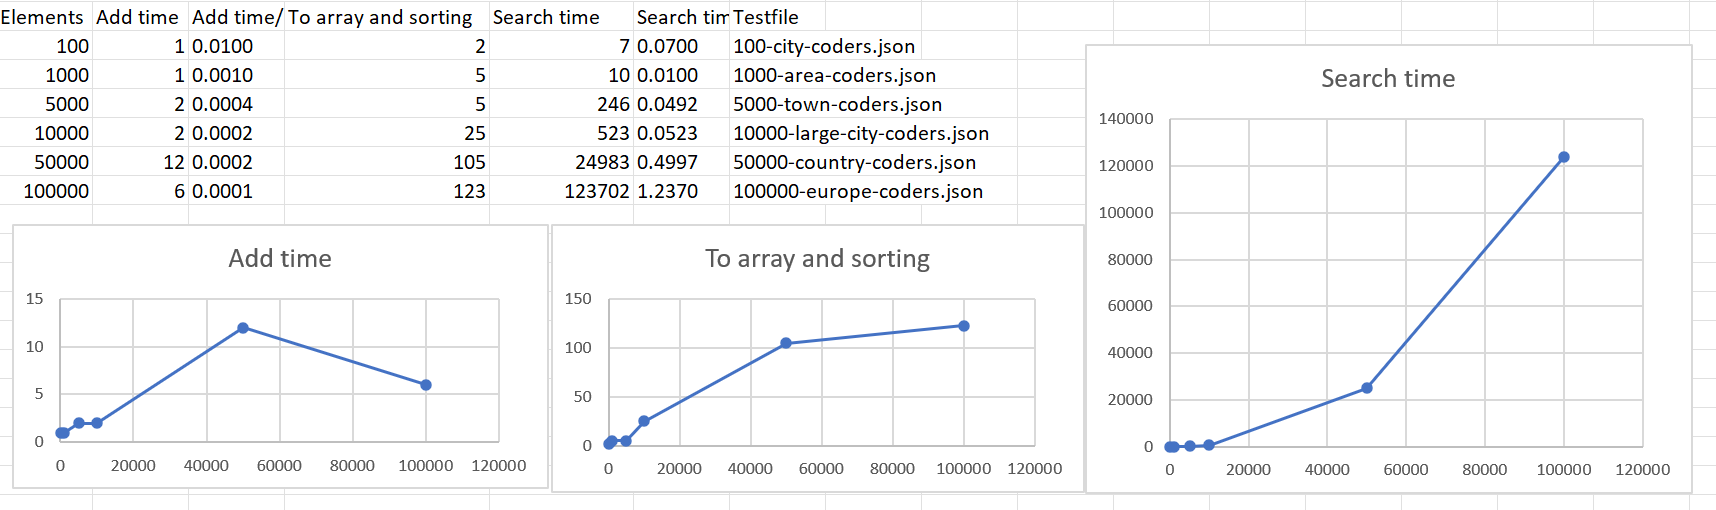 Elements Add time Add time/ To array and sorting Search time Search tim Testfile
100 1 0.0100 2 7 0.0700 100-city-coders.json
1000 1 0.0010 5 10 0.0100 1000-area-coders.json
5000 2 0.0004 5 246 0.0492 5000-town-coders.json
10000 2 0.0002 25 523 0.0523 10000-large-city-coders.json
50000 12 0.0002 105 24983 0.4997 50000-country-coders.json
100000 6 0.0001 123 123702 1.2370 100000-europe-coders.json
Add time
15
10
5
0
0 20000 40000 60000 80000 100000 120000
To array and sorting
150
100
50
0
0 20000 40000 60000 80000 100000 120000
Search time
140000
120000
100000
80000
60000
40000
20000
0
0 20000 40000 60000 80000 100000 120000